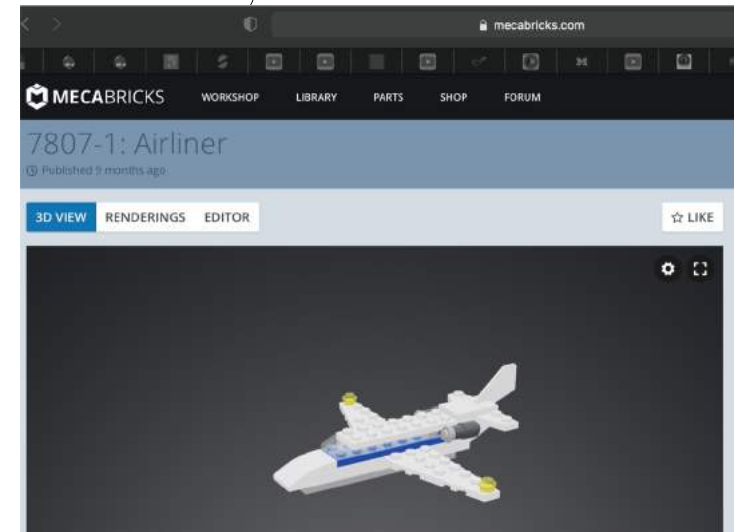 mecabricks.com
MECABRICKS WORKSHOP LIBRARY PARTS SHOP FORUM
7807-1: Airliner
Published 9 months ago
3D VIEW RENDERINGS EDITOR ☆ LIKE